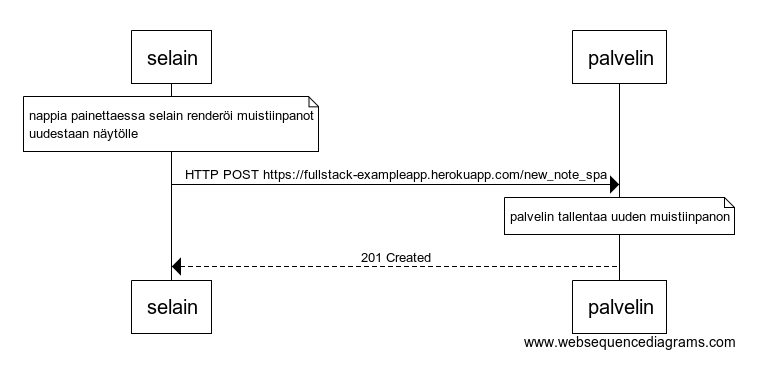 selain
palvelin
nappia painettaessa selain renderöi muistiinpanot
uudestaan näytölle
HTTP POST https://fullstack-exampleapp.herokuapp.com/new_note_spa
palvelin tallentaa uuden muistiinpanon
201 Created
selain
palvelin
www.websequencediagrams.com